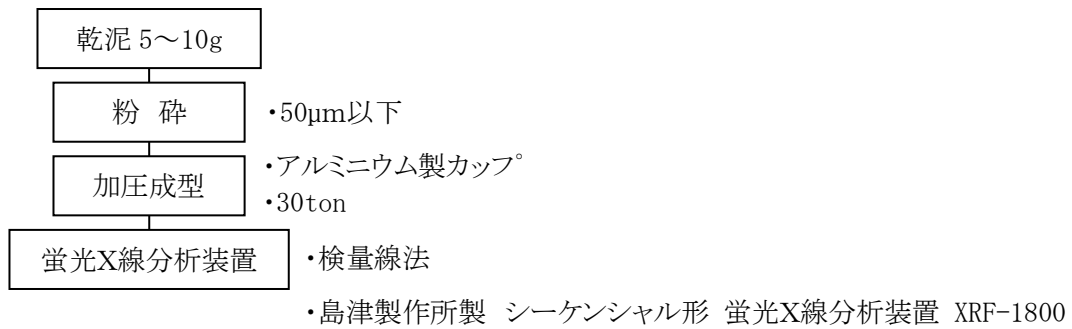 乾泥 5～10g
粉 砕
・50μm以下
・アルミニウム製カップ
加圧成型
・30ton
蛍光X線分析装置
・検量線法
・島津製作所製 シーケンシャル形 蛍光X線分析装置 XRF-1800